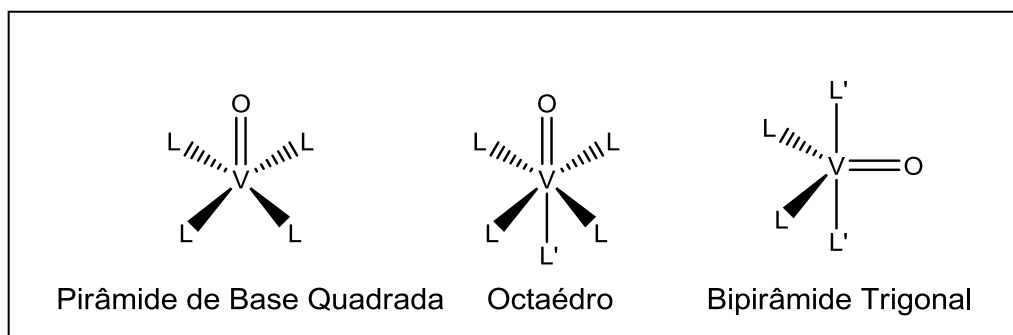 O O L'
L L L L L
V V V O
L L L L L
L' L'
Pirâmide de Base Quadrada Octaédro Bipirâmide Trigonal